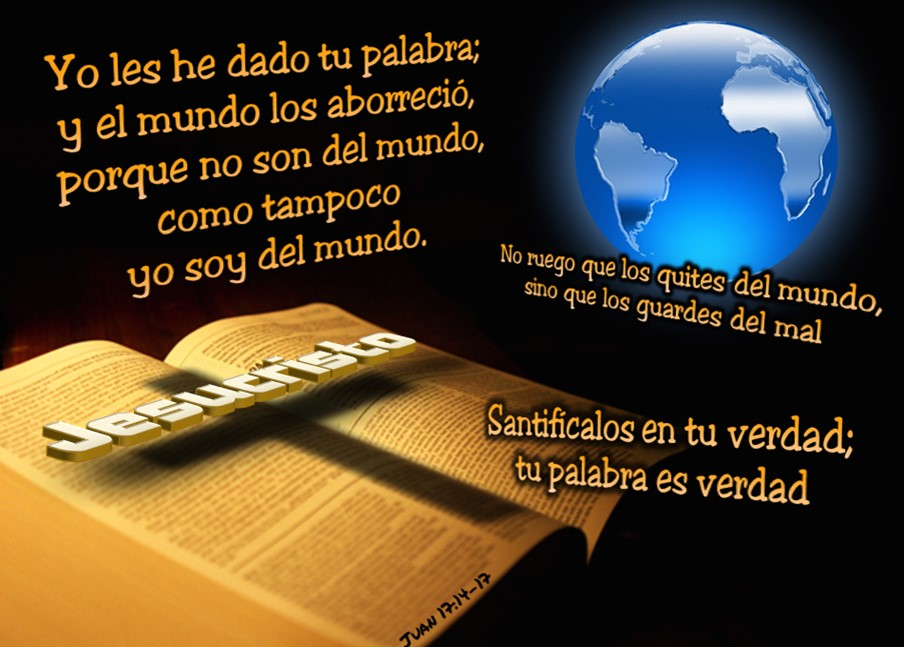 Yo les he dado tu palabra;
y el mundo los aborreció,
porque no son del mundo,
como tampoco
yo soy del mundo.
No ruego que los quites del mundo,
sino que los guardes del mal
Jesucristo
Santifícalos en tu verdad;
tu palabra es verdad
JUAN 17:14-17